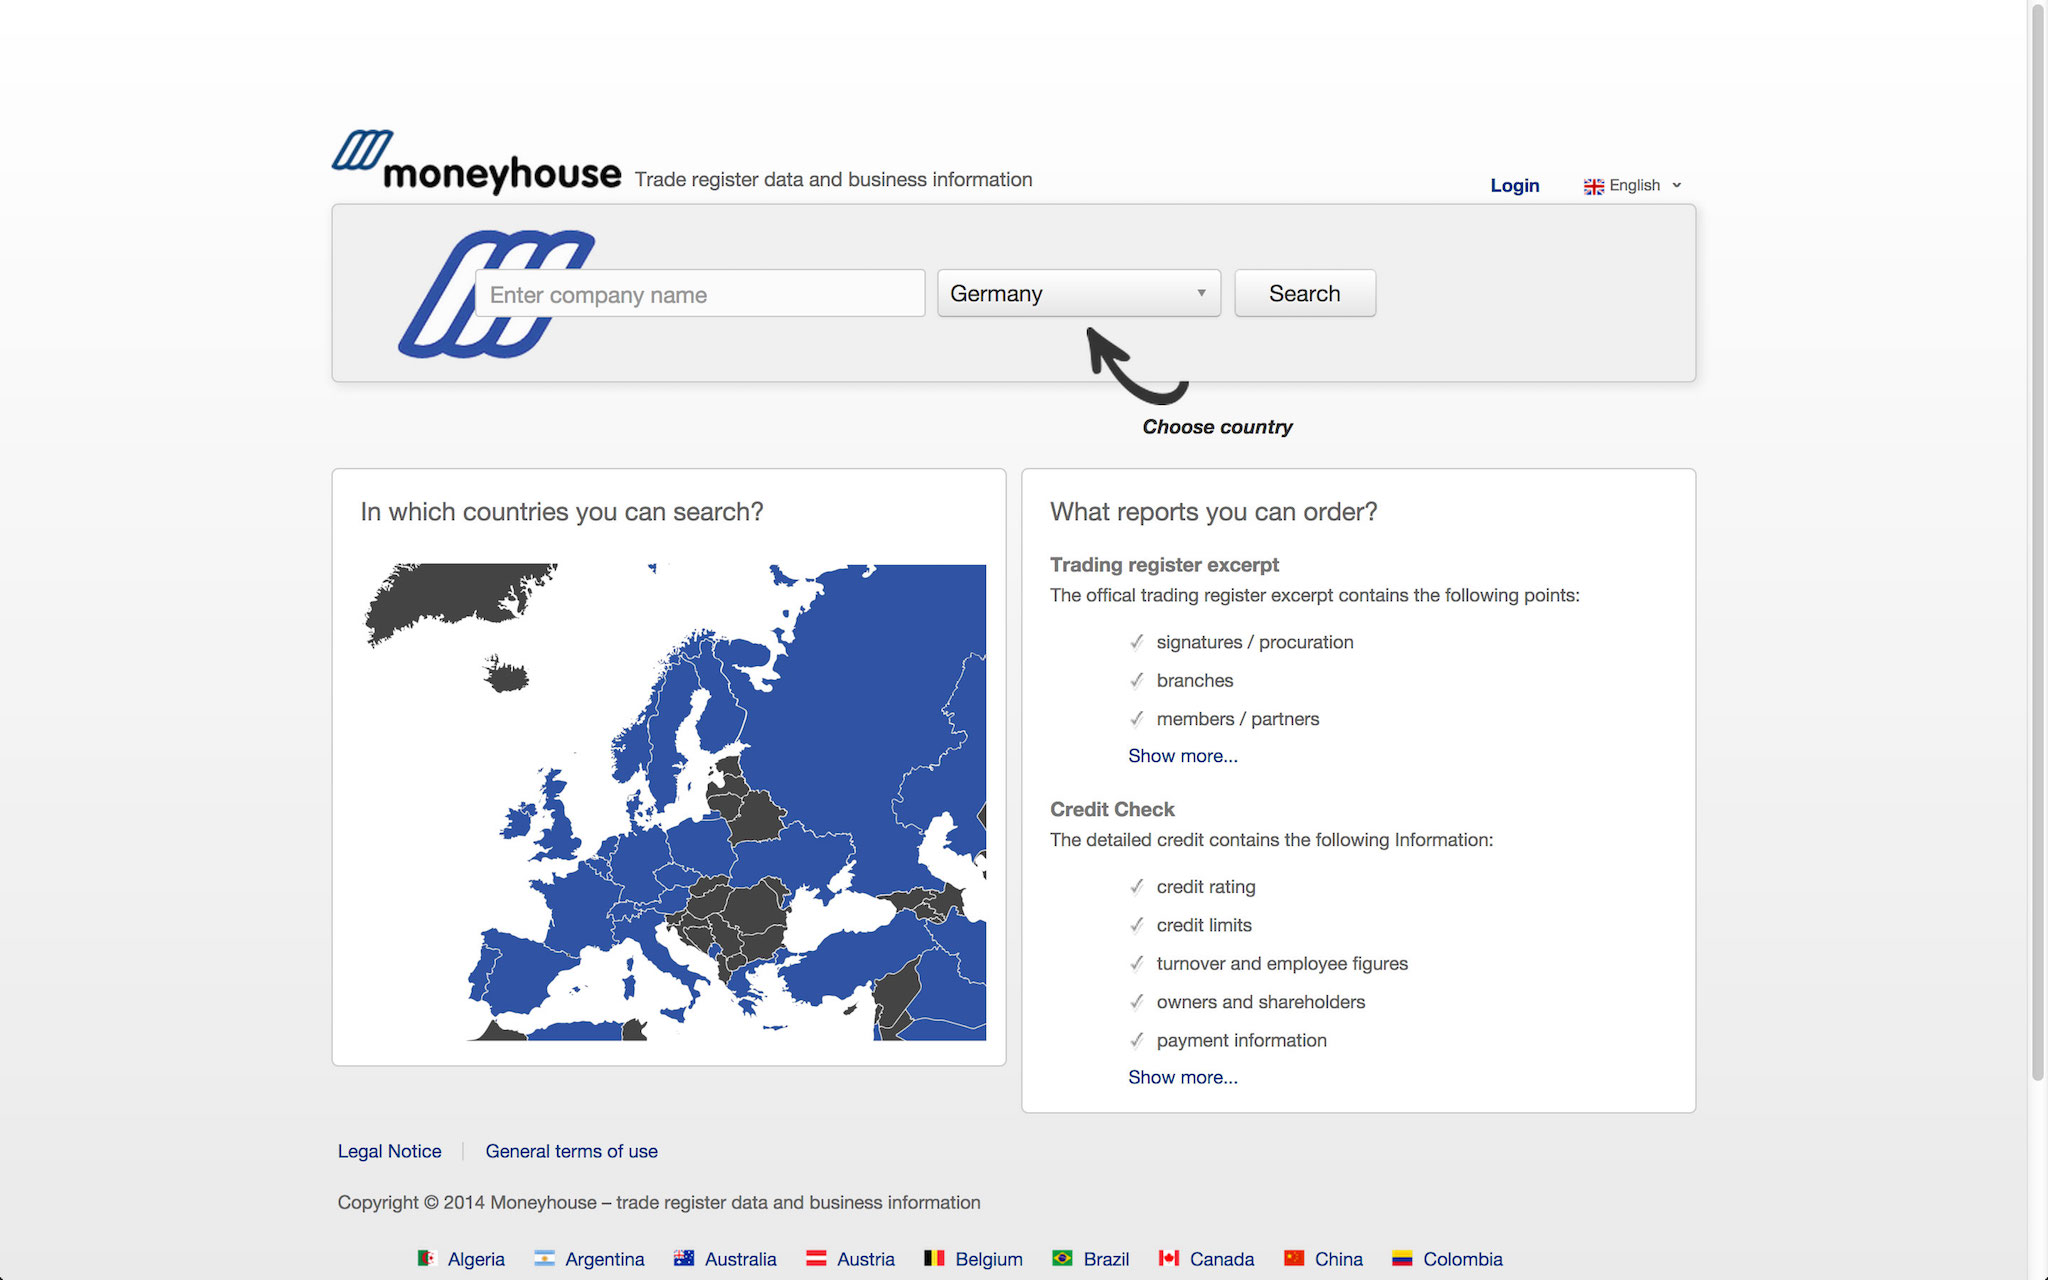 moneyhouse Trade register data and business information
Login English
Enter company name Germany Search
Choose country
In which countries you can search?
What reports you can order?
Trading register excerpt
The offical trading register excerpt contains the following points:
signatures / procuration
branches
members / partners
Show more...
Credit Check
The detailed credit contains the following Information:
credit rating
credit limits
turnover and employee figures
owners and shareholders
payment information
Show more...
Legal Notice General terms of use
Copyright © 2014 Moneyhouse – trade register data and business information
Algeria Argentina Australia Austria Belgium Brazil Canada China Colombia